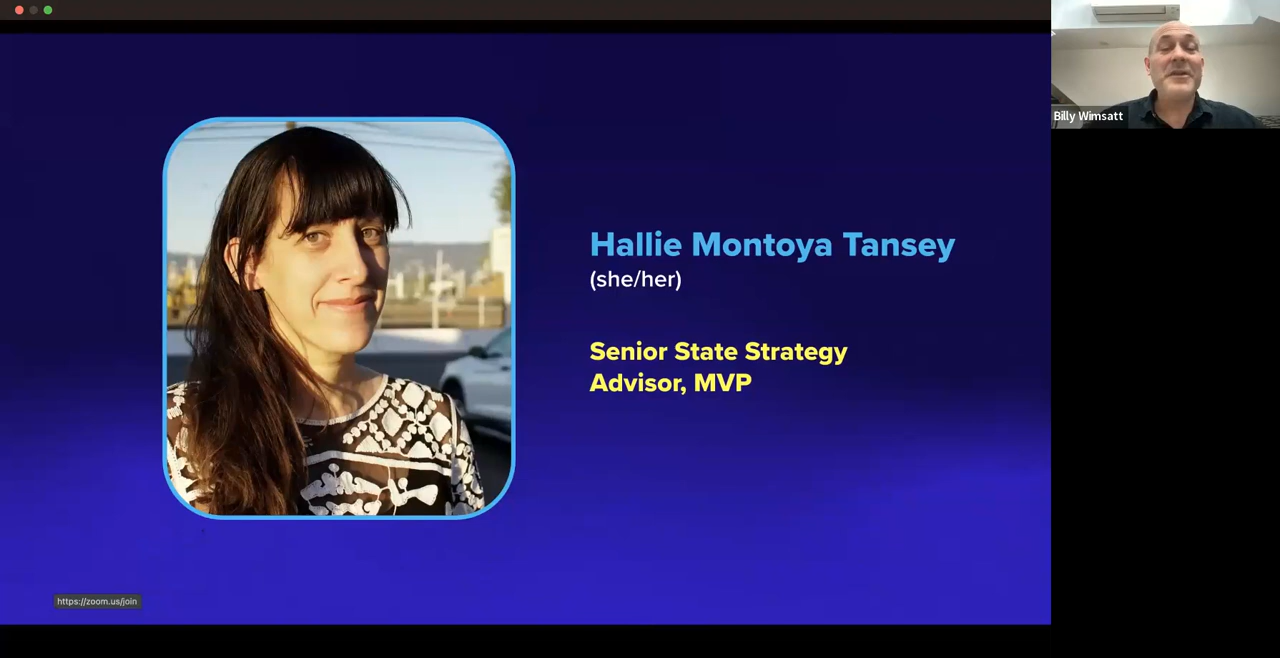 Hallie Montoya Tansey
(she/her)
Senior State Strategy
Advisor, MVP
Billy Wimsatt
https://zoom.us/join